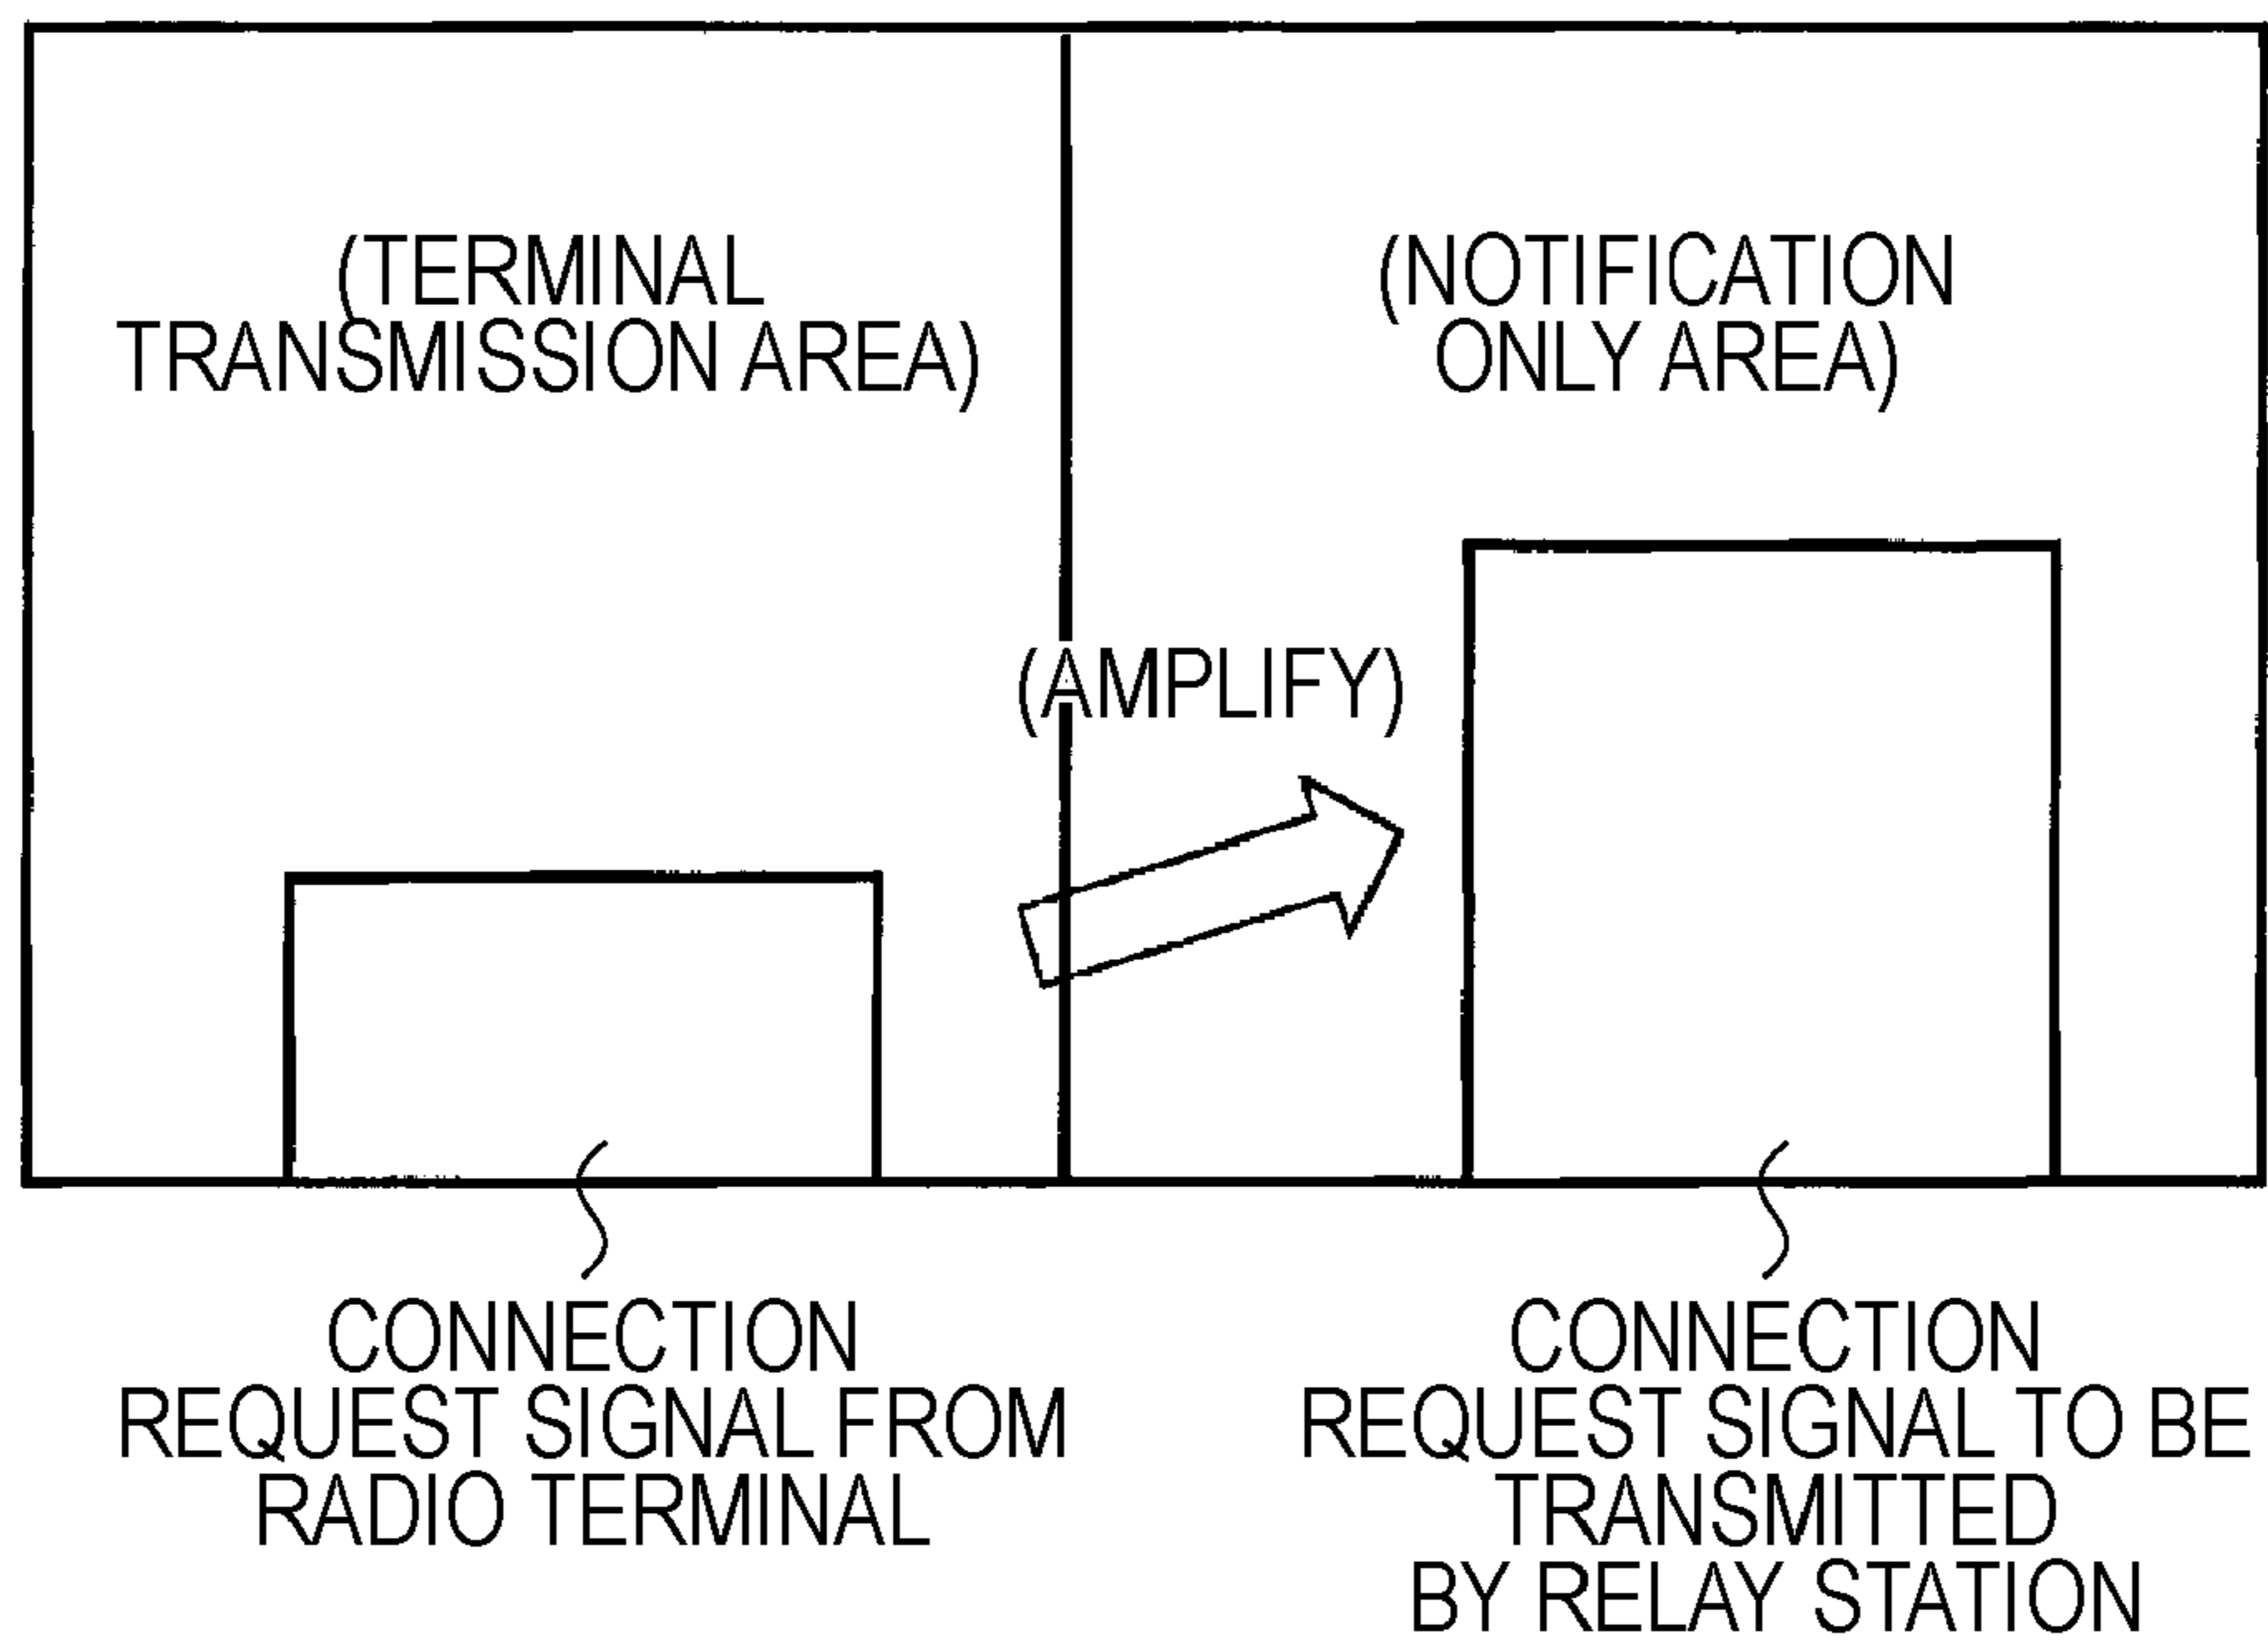 (TERMINAL
TRANSMISSION AREA)
(NOTIFICATION
ONLY AREA)
(AMPLIFY)
CONNECTION
REQUEST SIGNAL FROM
RADIO TERMINAL
CONNECTION
REQUEST SIGNAL TO BE
TRANSMITTED
BY RELAY STATION